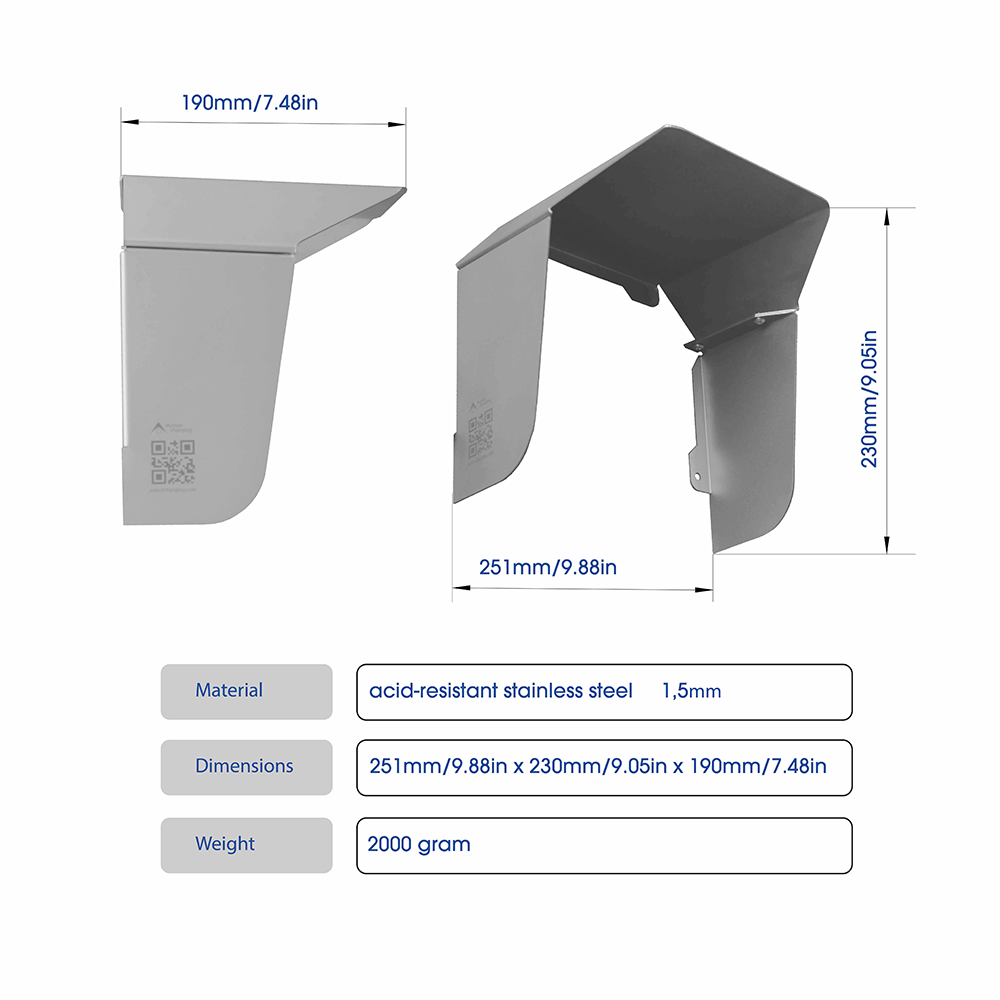 190mm/7.48in
230mm/9.05in
251mm/9.88in
Material
acid-resistant stainless steel 1,5mm
Dimensions
251mm/9.88in x 230mm/9.05in x 190mm/7.48in
Weight
2000 gram